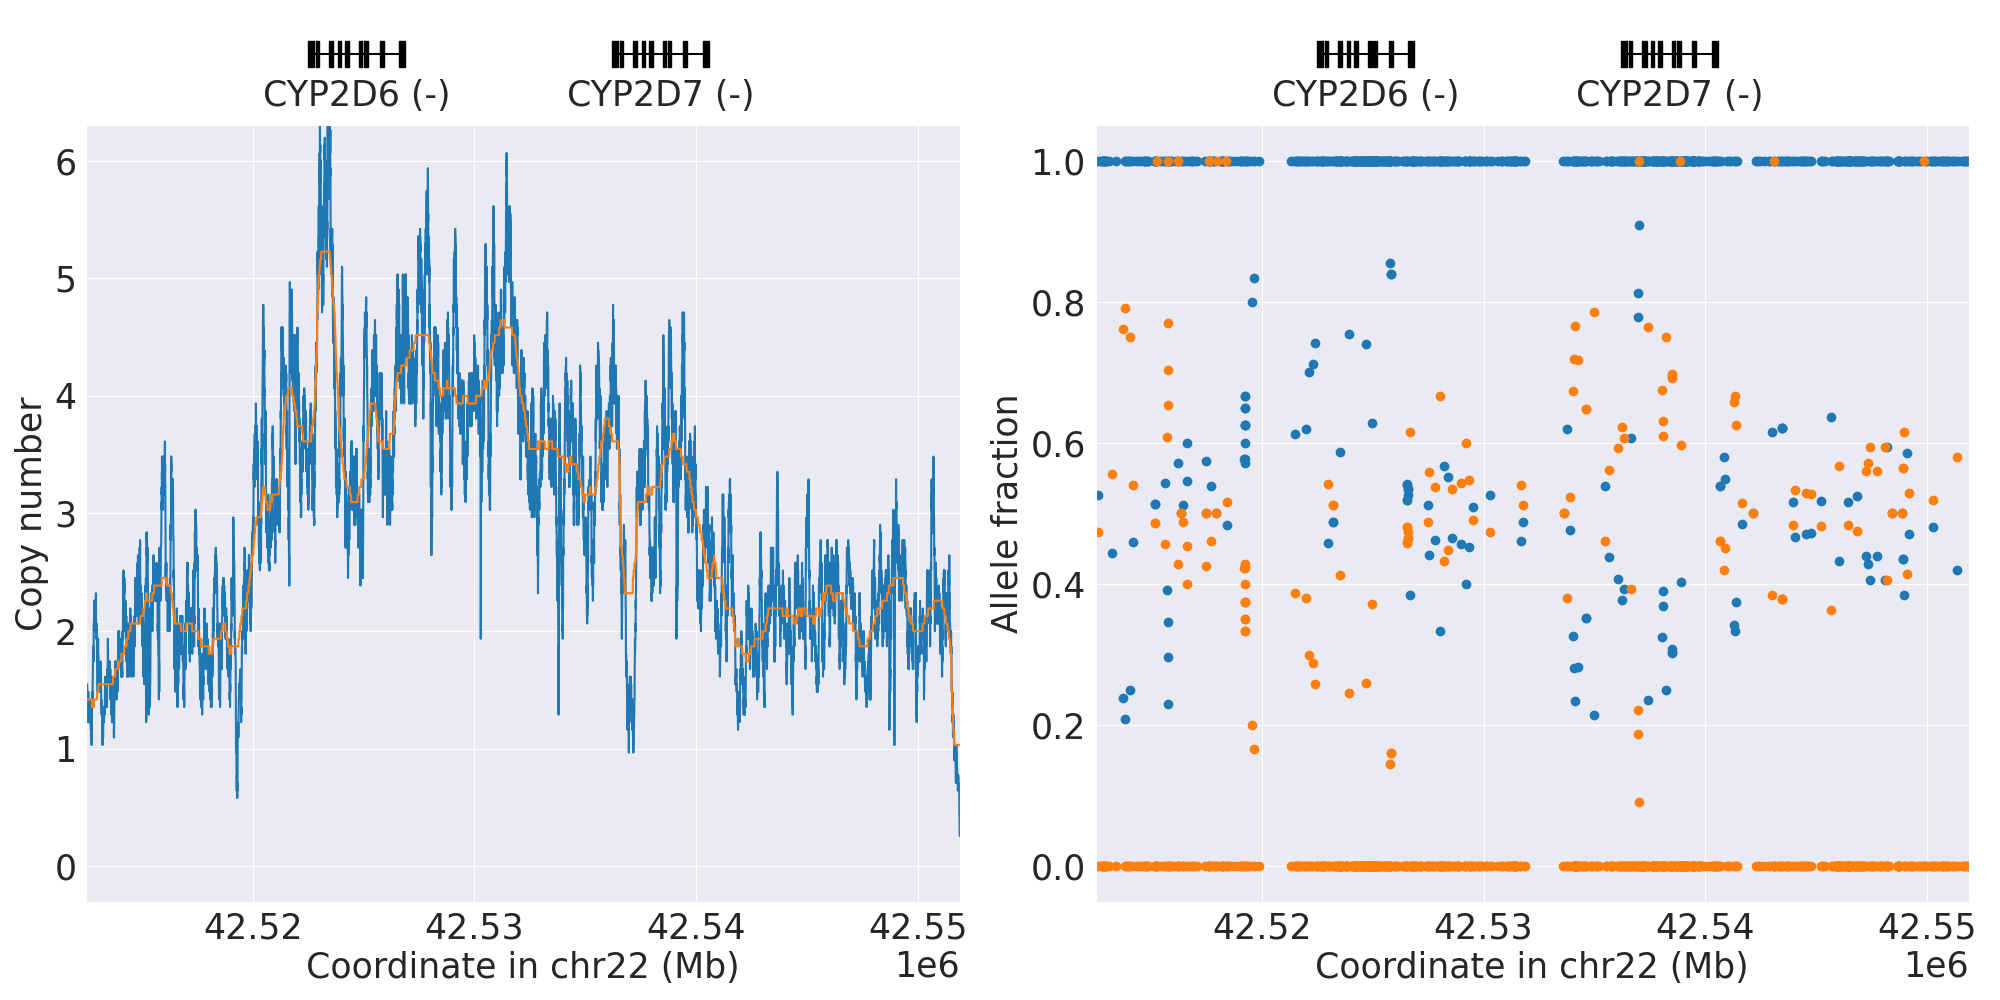 CYP2D6 (-) CYP2D7 (-)
6
5
4
3
2
1
0
Copy number
42.52 42.53 42.54 42.55
Coordinate in chr22 (Mb)
1e6
CYP2D6 (-) CYP2D7 (-)
1.0
0.8
0.6
0.4
0.2
0.0
Allele fraction
42.52 42.53 42.54 42.55
Coordinate in chr22 (Mb)
1e6